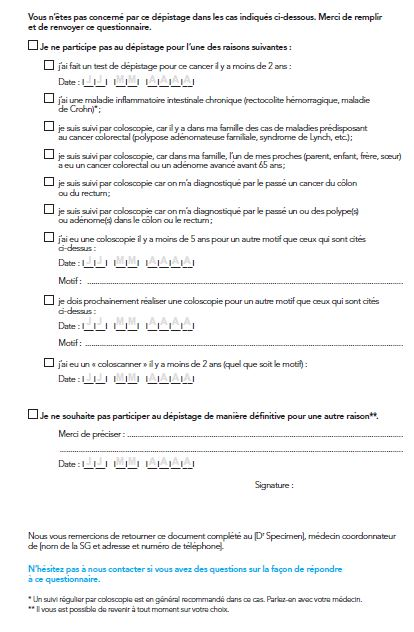 Vous n'êtes pas concerné par ce dépistage dans les cas indiqués ci-dessous. Merci de remplir
et de renvoyer ce questionnaire.
Je ne participe pas au dépistage pour l'une des raisons suivantes :
j'ai fait un test de dépistage pour ce cancer il y a moins de 2 ans :
Date : |J|J| |M|M| |A|A|A|A|
j'ai une maladie inflammatoire intestinale chronique (rectocolite hémorragique, maladie
de Crohn)*;
je suis suivi par coloscopie, car il y a dans ma famille des cas de maladies prédisposant
au cancer colorectal (polypose adénomateuse familiale, syndrome de Lynch, etc.);
je suis suivi par coloscopie, car dans ma famille, l'un de mes proches (parent, enfant, frère, sœur)
a eu un cancer colorectal ou un adénome avancé avant 65 ans;
je suis suivi par coloscopie car on m'a diagnostiqué par le passé un cancer du côlon
ou du rectum;
je suis suivi par coloscopie car on m'a diagnostiqué par le passé un ou des polype(s)
ou adénome(s) dans le côlon ou le rectum;
j'ai eu une coloscopie il y a moins de 5 ans pour un autre motif que ceux qui sont cités
ci-dessus :
Date : |J|J| |M|M| |A|A|A|A|
Motif : ................................................................
je dois prochainement réaliser une coloscopie pour un autre motif que ceux qui sont cités
ci-dessus :
Date : |J|J| |M|M| |A|A|A|A|
Motif : ................................................................
j'ai eu un « coloscanner » il y a moins de 2 ans (quel que soit le motif) :
Date : |J|J| |M|M| |A|A|A|A|
Je ne souhaite pas participer au dépistage de manière définitive pour une autre raison**.
Merci de préciser : ................................................................
................................................................
Date : |J|J| |M|M| |A|A|A|A|
Signature :
Nous vous remercions de retourner ce document complété au [Dr Specimen], médecin coordonnateur
de [nom de la SG et adresse et numéro de téléphone].
N'hésitez pas à nous contacter si vous avez des questions sur la façon de répondre
à ce questionnaire.
* Un suivi régulier par coloscopie est en général recommandé dans ce cas. Parlez-en avec votre médecin.
** Il vous est possible de revenir à tout moment sur votre choix.